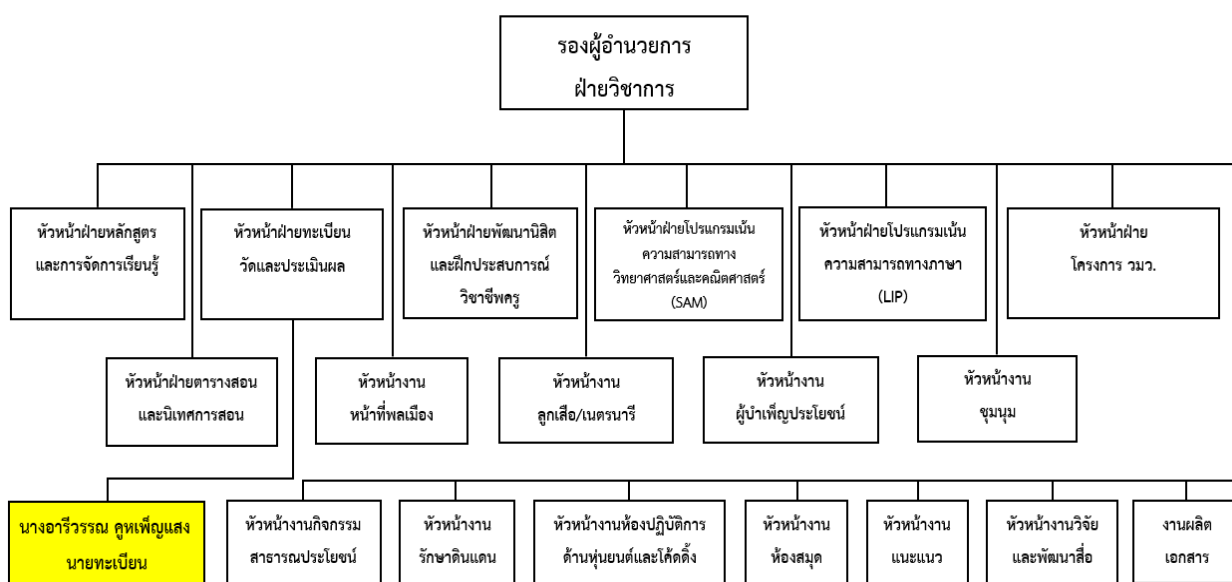 รองผู้อำนวยการ
ฝ่ายวิชาการ
หัวหน้าฝ่ายหลักสูตร
และการจัดการเรียนรู้
หัวหน้าฝ่ายทะเบียน
วัดและประเมินผล
หัวหน้าฝ่ายพัฒนานิสิต
และฝึกประสบการณ์
วิชาชีพครู
หัวหน้าฝ่ายโปรแกรมเน้น
ความสามารถทาง
วิทยาศาสตร์และคณิตศาสตร์
(SAM)
หัวหน้าฝ่ายโปรแกรมเน้น
ความสามารถทางภาษา
(LIP)
หัวหน้าฝ่าย
โครงการ วมว.
หัวหน้าฝ่ายตารางสอน
และนิเทศการสอน
หัวหน้างาน
หน้าที่พลเมือง
หัวหน้างาน
ลูกเสือ/เนตรนารี
หัวหน้างาน
ผู้บำเพ็ญประโยชน์
หัวหน้างาน
ชุมนุม
นางอารีวรรณ คูหเพ็ญแสง
นายทะเบียน
หัวหน้างานกิจกรรม
สาธารณประโยชน์
หัวหน้างาน
รักษาดินแดน
หัวหน้างานห้องปฏิบัติการ
ด้านหุ่นยนต์และโค้ดดิ้ง
หัวหน้างาน
ห้องสมุด
หัวหน้างาน
แนะแนว
หัวหน้างานวิจัย
และพัฒนาสื่อ
งานผลิต
เอกสาร